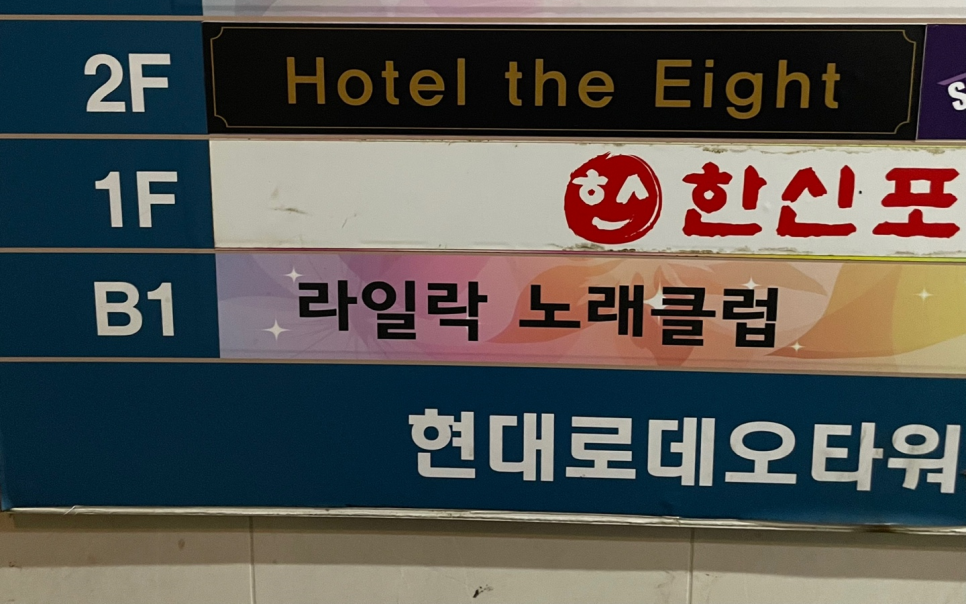 2F Hotel the Eight S
1F 한신포
B1 라일락 노래클럽
현대로데오타워